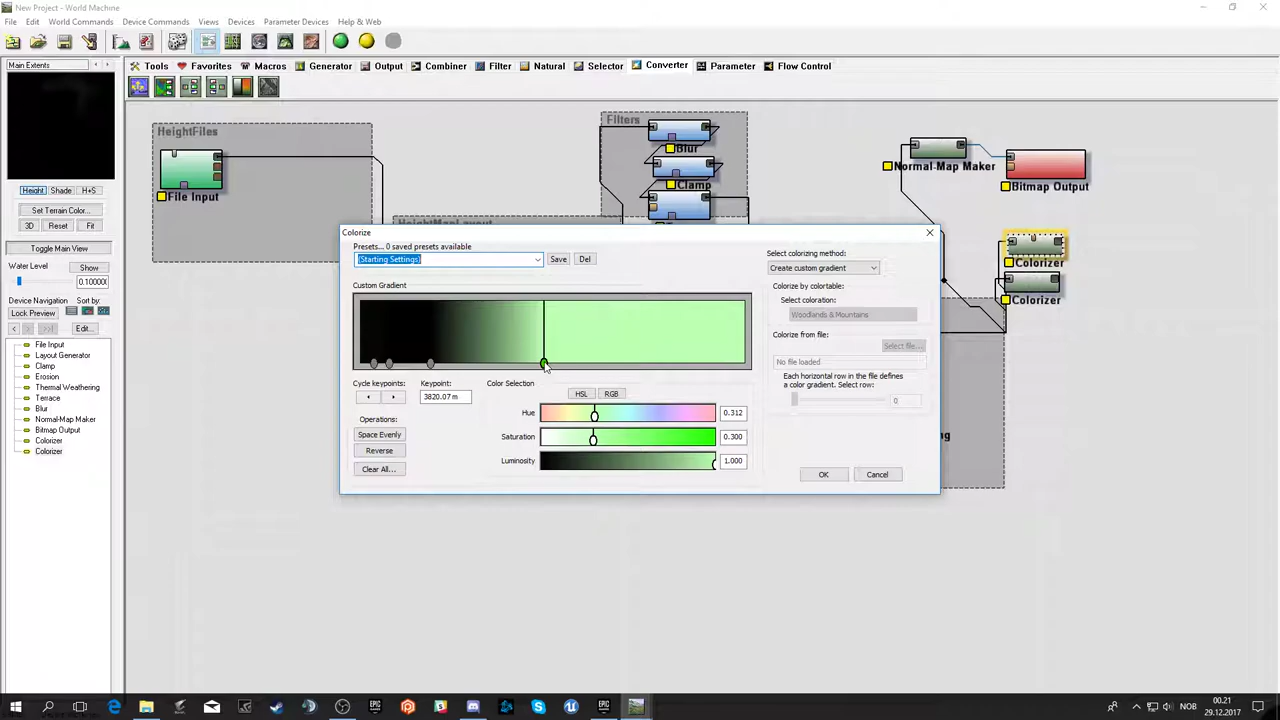 New Project - World Machine
File Edit World Commands Device Commands Views Devices Parameter Devices Help & Web
Main Extents
Tools Favorites Macros Generator Output Combiner Filter Natural Selector Converter Parameter Flow Control
Height Shade H+S
Set Terrain Color...
3D Reset Fit
Toggle Main View
Water Level Show
0.10000
Device Navigation
Lock Preview
Edit...
File Input
Layout Generator
Clamp
Erosion
Thermal Weathering
Terrace
Blur
Normal-Map Maker
Bitmap Output
Colorizer
Colorizer
HeightFiles
File Input
Filters
Blur
Clamp
Normal-Map Maker
Bitmap Output
Colorizer
Colorizer
Colorize
Presets... 0 saved presets available
(Starting Settings)
Save Del
Custom Gradient
Cycle keypoints: Keypoint:
3820.07 m
Operations:
Space Evenly
Reverse
Clear All...
Color Selection
HSL RGB
Hue 0.312
Saturation 0.300
Luminosity 1.000
Select colorizing method:
Create custom gradient
Colorize by colortable:
Select coloration:
Woodlands & Mountains
Colorize from file:
Select file...
No file loaded
Each horizontal row in the file defines
a color gradient. Select row:
0
OK Cancel
NOB
00.21
29.12.2017